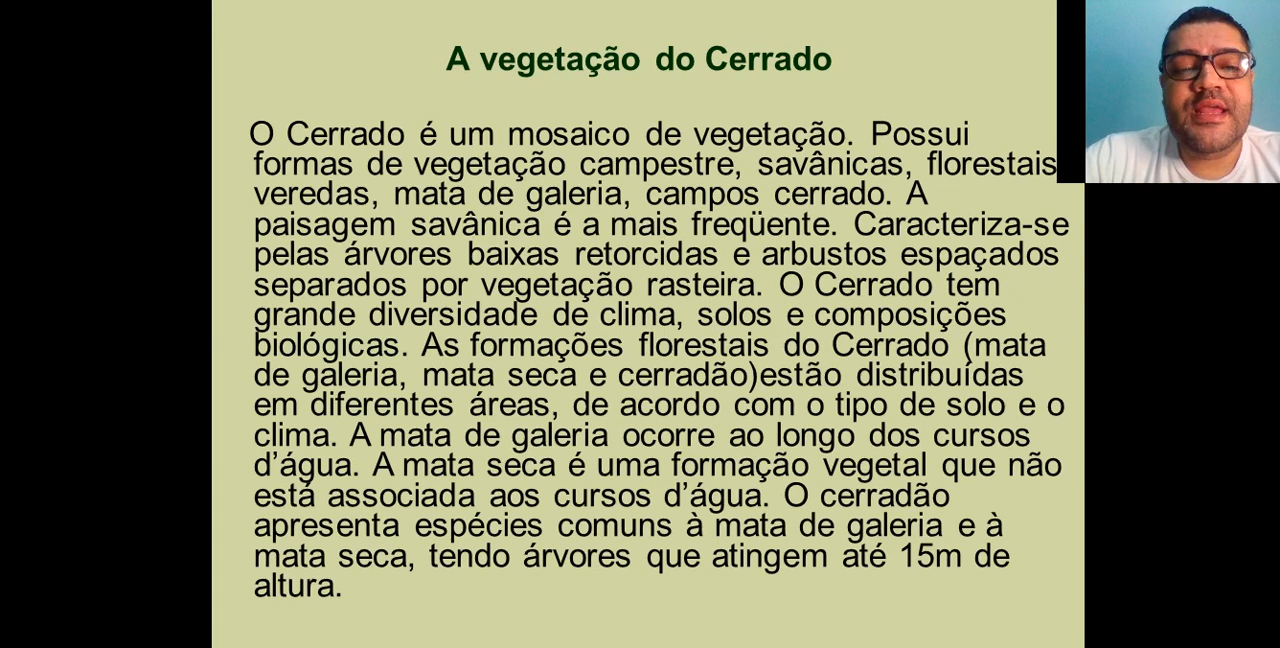 A vegetação do Cerrado
O Cerrado é um mosaico de vegetação. Possui
formas de vegetação campestre, savânicas, florestais
veredas, mata de galeria, campos cerrado. A
paisagem savânica é a mais freqüente. Caracteriza-se
pelas árvores baixas retorcidas e arbustos espaçados
separados por vegetação rasteira. O Cerrado tem
grande diversidade de clima, solos e composições
biológicas. As formações florestais do Cerrado (mata
de galeria, mata seca e cerradão)estão distribuídas
em diferentes áreas, de acordo com o tipo de solo e o
clima. A mata de galeria ocorre ao longo dos cursos
d’água. A mata seca é uma formação vegetal que não
está associada aos cursos d’água. O cerradão
apresenta espécies comuns à mata de galeria e à
mata seca, tendo árvores que atingem até 15m de
altura.